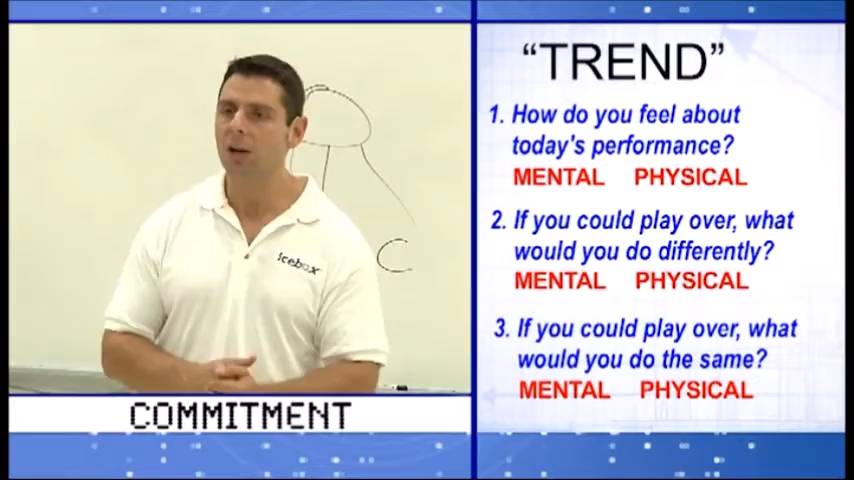 C
icebox
COMMITMENT
“TREND”
1. How do you feel about
today's performance?
MENTAL PHYSICAL
2. If you could play over, what
would you do differently?
MENTAL PHYSICAL
3. If you could play over, what
would you do the same?
MENTAL PHYSICAL